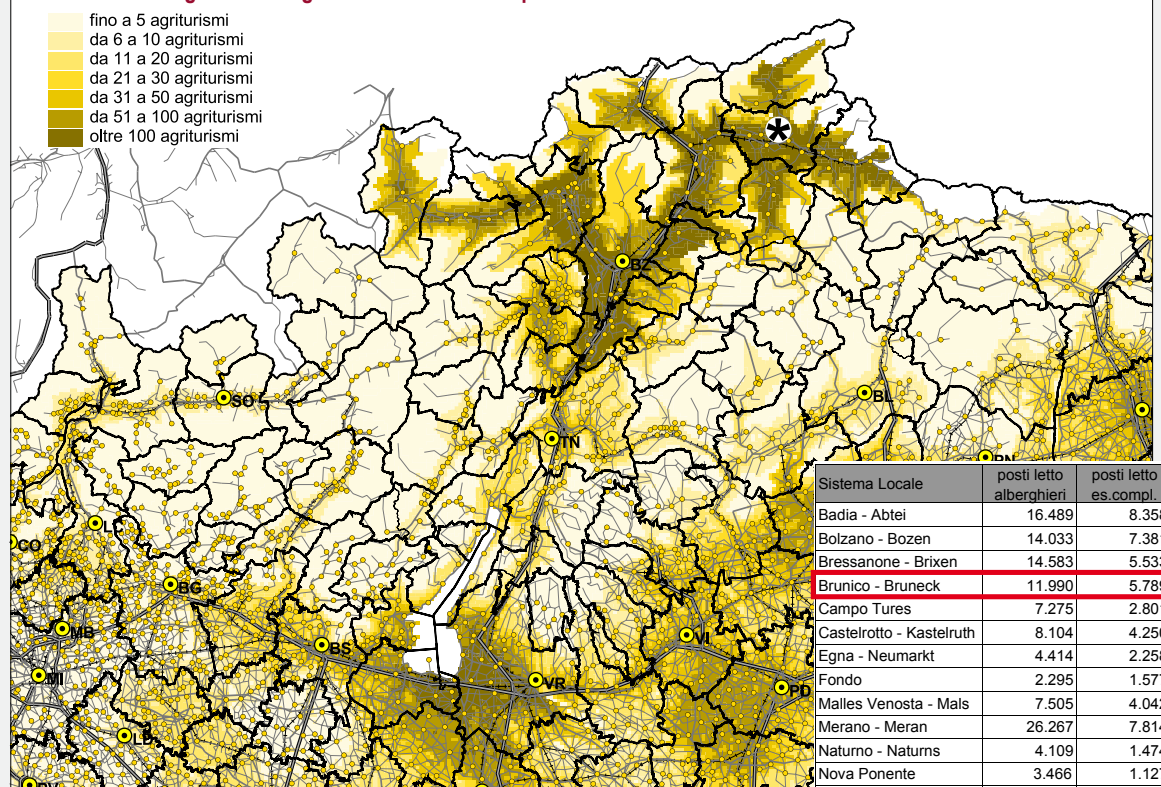 fino a 5 agriturismi
da 6 a 10 agriturismi
da 11 a 20 agriturismi
da 21 a 30 agriturismi
da 31 a 50 agriturismi
da 51 a 100 agriturismi
oltre 100 agriturismi
*
BZ
SO
BL
TN
PN
CO
BG
MB
BS
VI
MI
VR
PD
Sistema Locale posti letto alberghieri posti letto es.compl.
Badia - Abtei 16.489
Bolzano - Bozen 14.033
Bressanone - Brixen 14.583
Brunico - Bruneck 11.990
Campo Tures 7.275
Castelrotto - Kastelruth 8.104
Egna - Neumarkt 4.414
Fondo 2.295
Malles Venosta - Mals 7.505
Merano - Meran 26.267
Naturno - Naturns 4.109
Nova Ponente 3.466